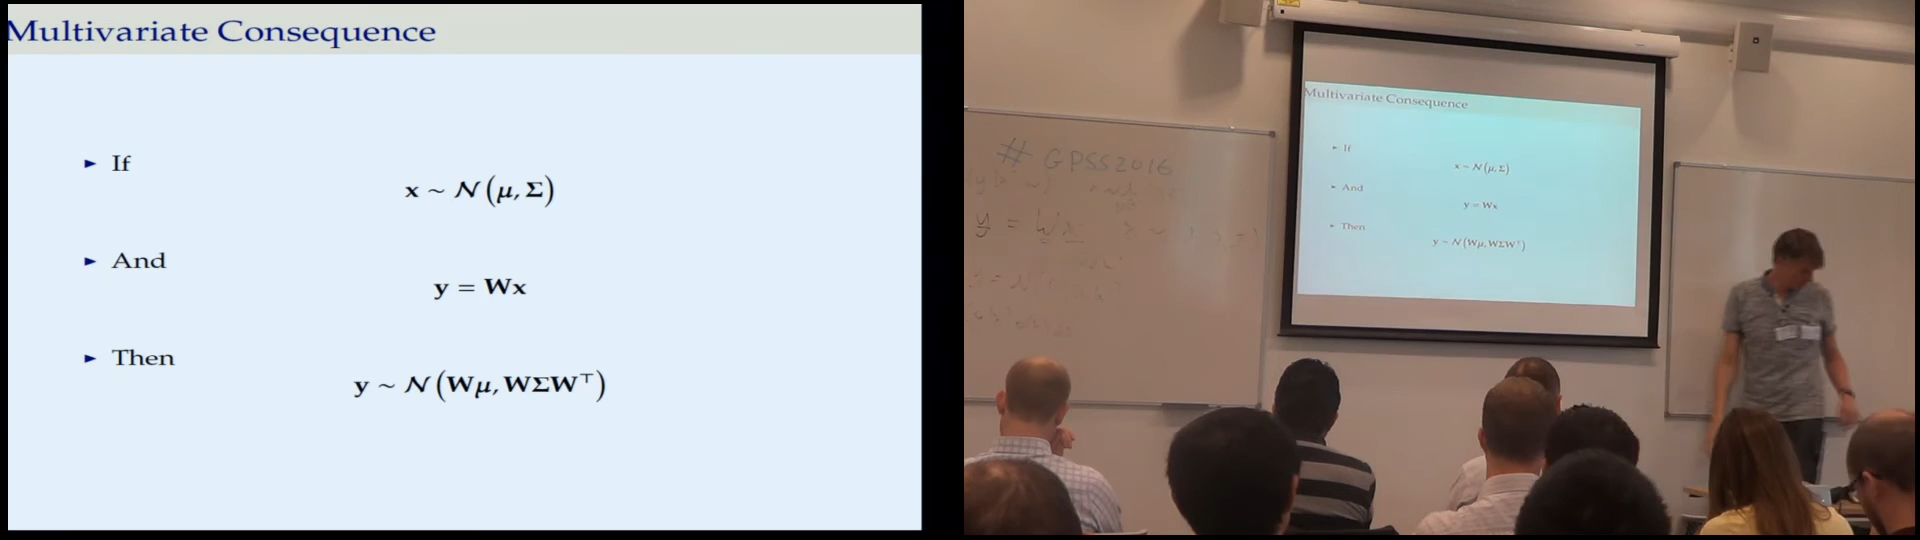 Multivariate Consequence
► If
x ∼ N(μ, Σ)
► And
y = Wx
► Then
y ∼ N(Wμ, WΣW⊤)
# GPSS2016
y = Wx
Multivariate Consequence
► If
x ∼ N(μ, Σ)
► And
y = Wx
► Then
y ∼ N(Wμ, WΣW⊤)